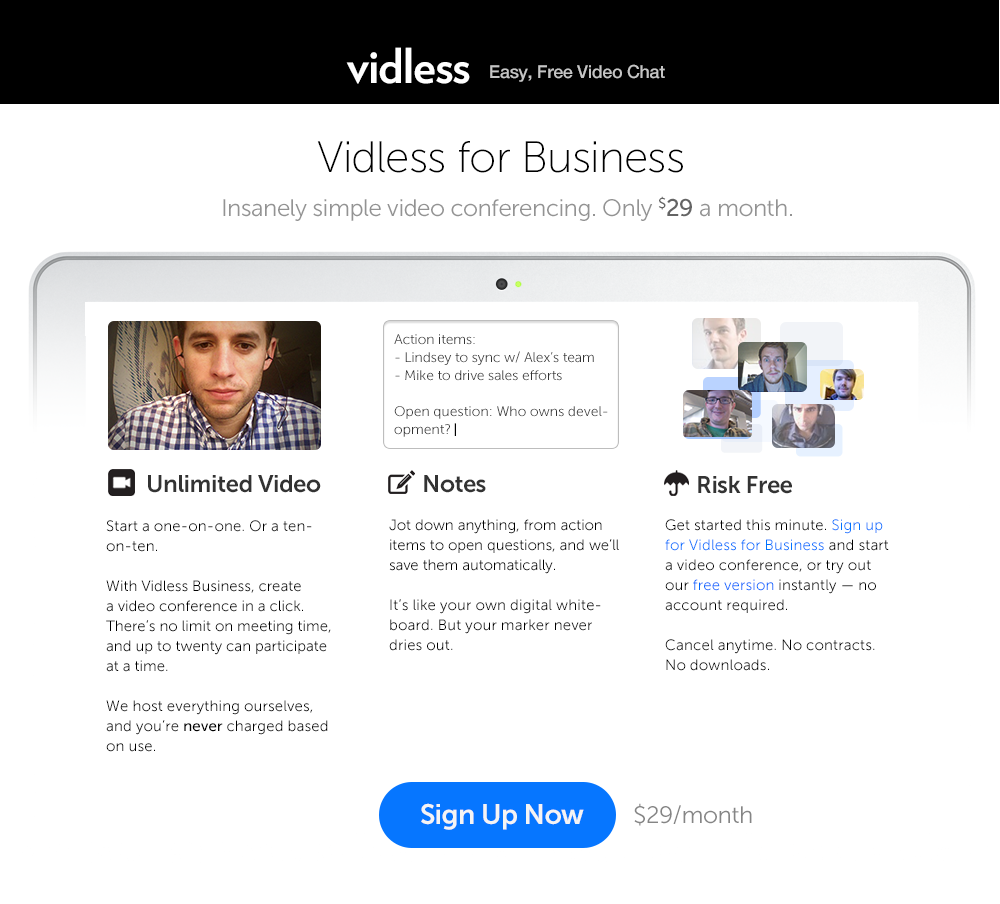 vidless Easy, Free Video Chat
Vidless for Business
Insanely simple video conferencing. Only $29 a month.
Action items:
- Lindsey to sync w/ Alex's team
- Mike to drive sales efforts
Open question: Who owns devel-
opment?
Unlimited Video
Start a one-on-one. Or a ten-
on-ten.
With Vidless Business, create
a video conference in a click.
There's no limit on meeting time,
and up to twenty can participate
at a time.
We host everything ourselves,
and you're never charged based
on use.
Notes
Jot down anything, from action
items to open questions, and we'll
save them automatically.
It's like your own digital white-
board. But your marker never
dries out.
Risk Free
Get started this minute. Sign up
for Vidless for Business and start
a video conference, or try out
our free version instantly — no
account required.
Cancel anytime. No contracts.
No downloads.
Sign Up Now $29/month